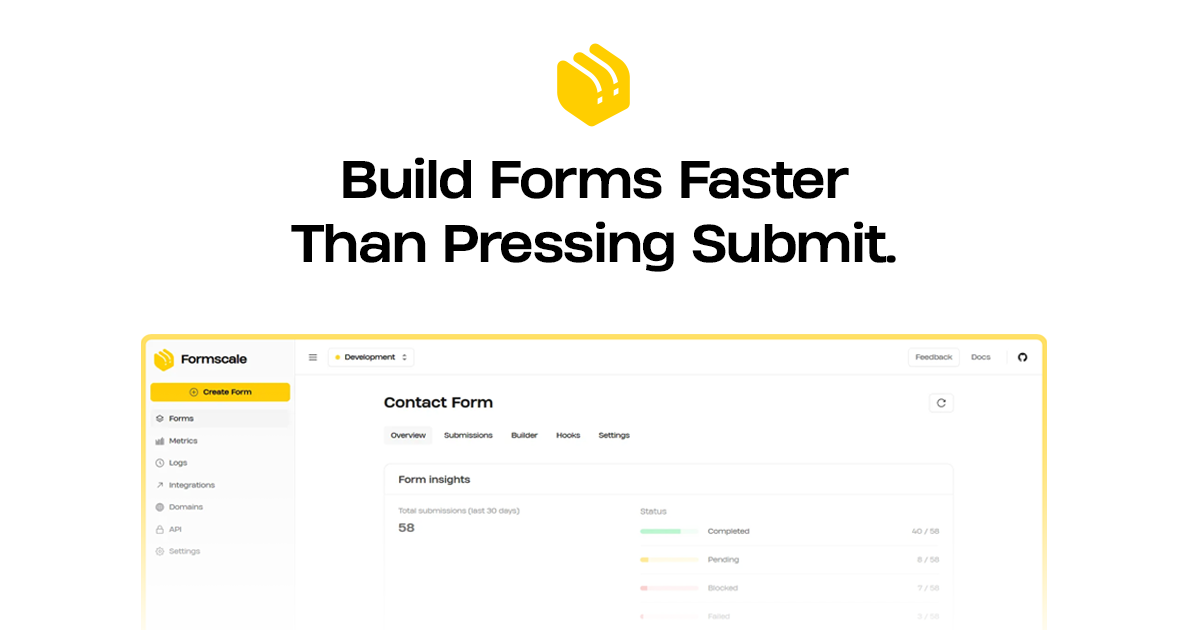 Build Forms Faster
Than Pressing Submit.
Formscale
Development
Feedback
Docs
Create Form
Forms
Metrics
Logs
Integrations
Domains
API
Settings
Contact Form
Overview
Submissions
Builder
Hooks
Settings
Form insights
Total submissions (last 30 days)
58
Status
Completed 40 / 58
Pending 8 / 58
Blocked 7 / 58
Failed 3 / 58